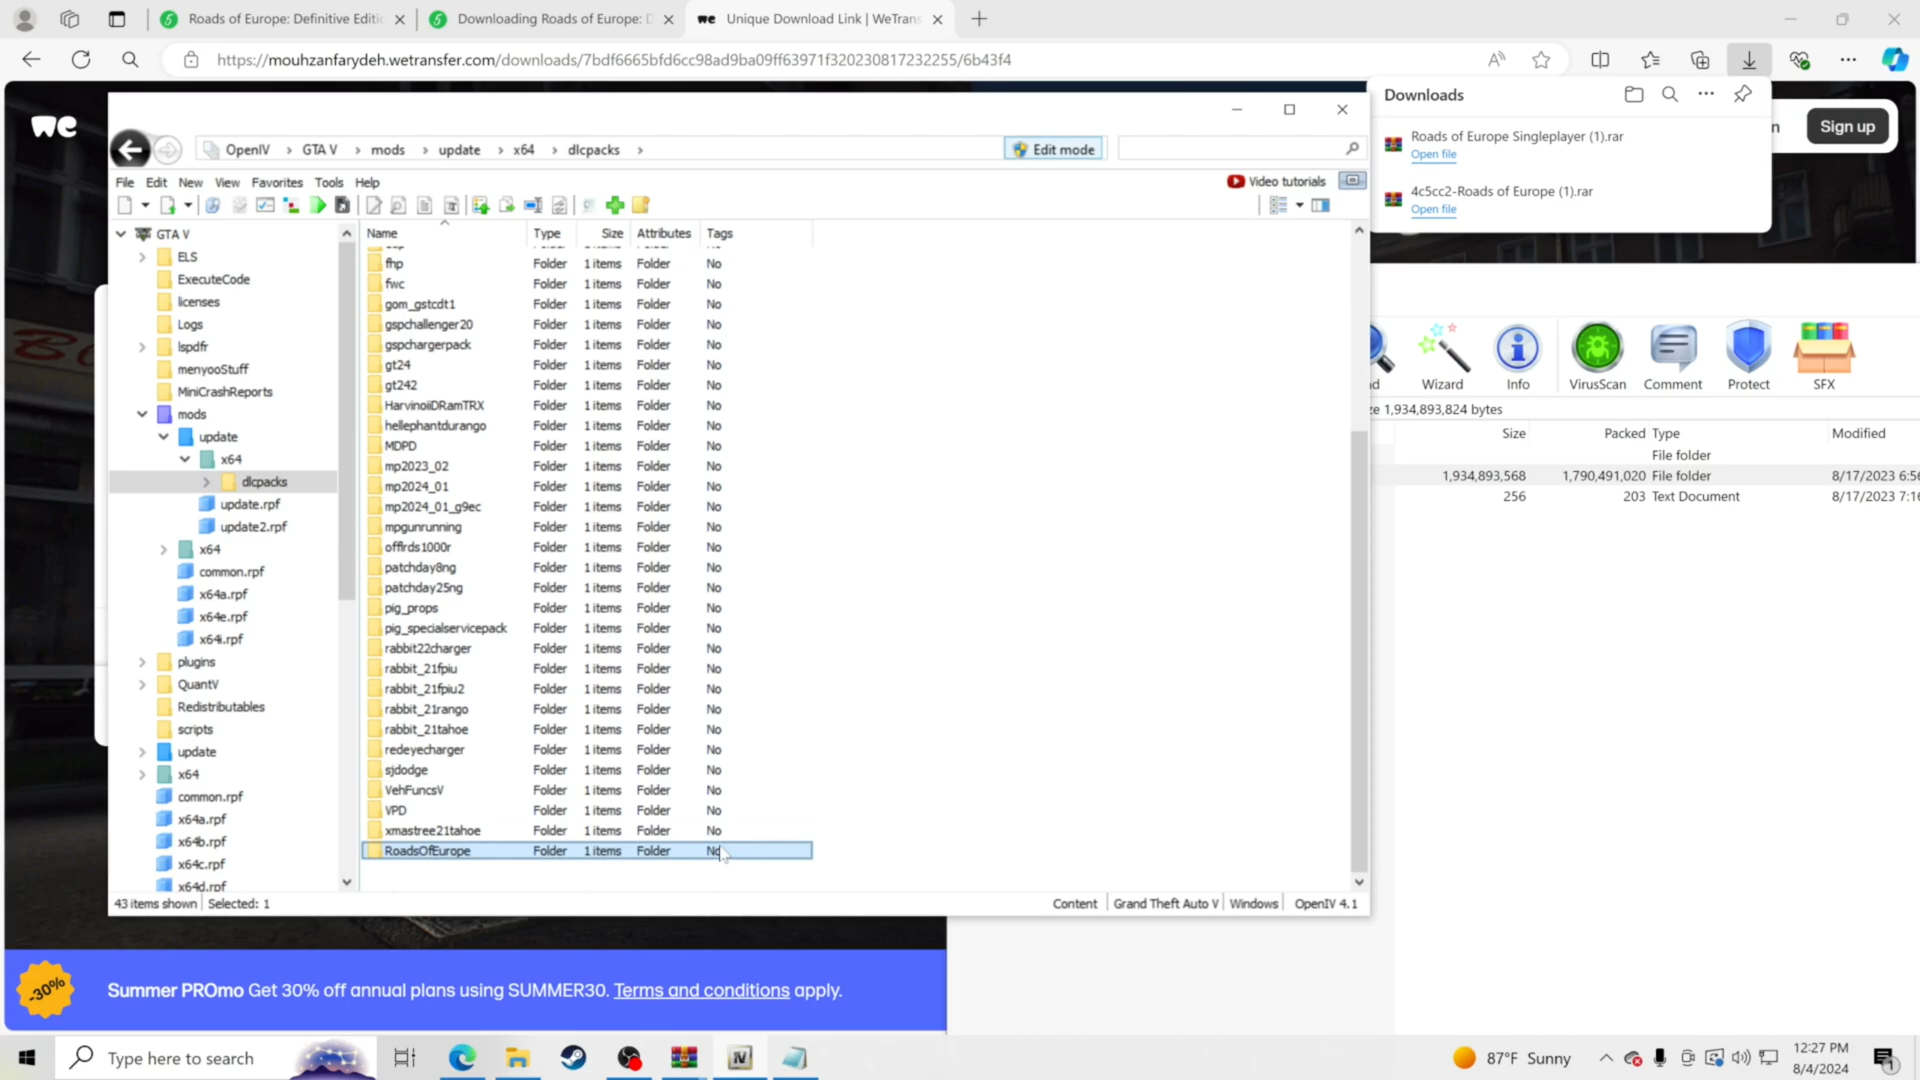 Roads of Europe: Definitive Editic
Downloading Roads of Europe: D
Unique Download Link | WeTrans
https://mouhzanfarydeh.wetransfer.com/downloads/7bdf6665bfd6cc98ad9ba09ff63971f320230817232255/6b43f4
we
Downloads
Roads of Europe Singleplayer (1).rar
Open file
4c5cc2-Roads of Europe (1).rar
Open file
n
Sign up
OpenIV > GTA V > mods > update > x64 > dlcpacks >
Edit mode
File Edit New View Favorites Tools Help
Video tutorials
Name Type Size Attributes Tags
GTA V
ELS
ExecuteCode
licenses
Logs
lspdfr
menyooStuff
MiniCrashReports
mods
update
x64
dlcpacks
update.rpf
update2.rpf
x64
common.rpf
x64a.rpf
x64e.rpf
x64i.rpf
plugins
QuantV
Redistributables
scripts
update
x64
common.rpf
x64a.rpf
x64b.rpf
x64c.rpf
x64d.rpf
fhp Folder 1 items Folder No
fwc Folder 1 items Folder No
gom_gstcdt1 Folder 1 items Folder No
gspchallenger20 Folder 1 items Folder No
gspchargerpack Folder 1 items Folder No
gt24 Folder 1 items Folder No
gt242 Folder 1 items Folder No
HarvinoiiDRamTRX Folder 1 items Folder No
hellephantdurango Folder 1 items Folder No
MDPD Folder 1 items Folder No
mp2023_02 Folder 1 items Folder No
mp2024_01 Folder 1 items Folder No
mp2024_01_g9ec Folder 1 items Folder No
mpgunrunning Folder 1 items Folder No
offlrds1000r Folder 1 items Folder No
patchday8ng Folder 1 items Folder No
patchday25ng Folder 1 items Folder No
pig_props Folder 1 items Folder No
pig_specialservicepack Folder 1 items Folder No
rabbit22charger Folder 1 items Folder No
rabbit_21fpiu Folder 1 items Folder No
rabbit_21fpiu2 Folder 1 items Folder No
rabbit_21rango Folder 1 items Folder No
rabbit_21tahoe Folder 1 items Folder No
redeyecharger Folder 1 items Folder No
sjdodge Folder 1 items Folder No
VehFuncsV Folder 1 items Folder No
VPD Folder 1 items Folder No
xmastree21tahoe Folder 1 items Folder No
RoadsOfEurope Folder 1 items Folder No
43 items shown Selected: 1
Content Grand Theft Auto V Windows OpenIV 4.1
d Wizard Info VirusScan Comment Protect SFX
ze 1,934,893,824 bytes
Size Packed Type Modified
File folder
1,934,893,568 1,790,491,020 File folder 8/17/2023 6:56
256 203 Text Document 8/17/2023 7:16
-30%
Summer PROmo Get 30% off annual plans using SUMMER30. Terms and conditions apply.
Type here to search
87°F Sunny
12:27 PM
8/4/2024
1